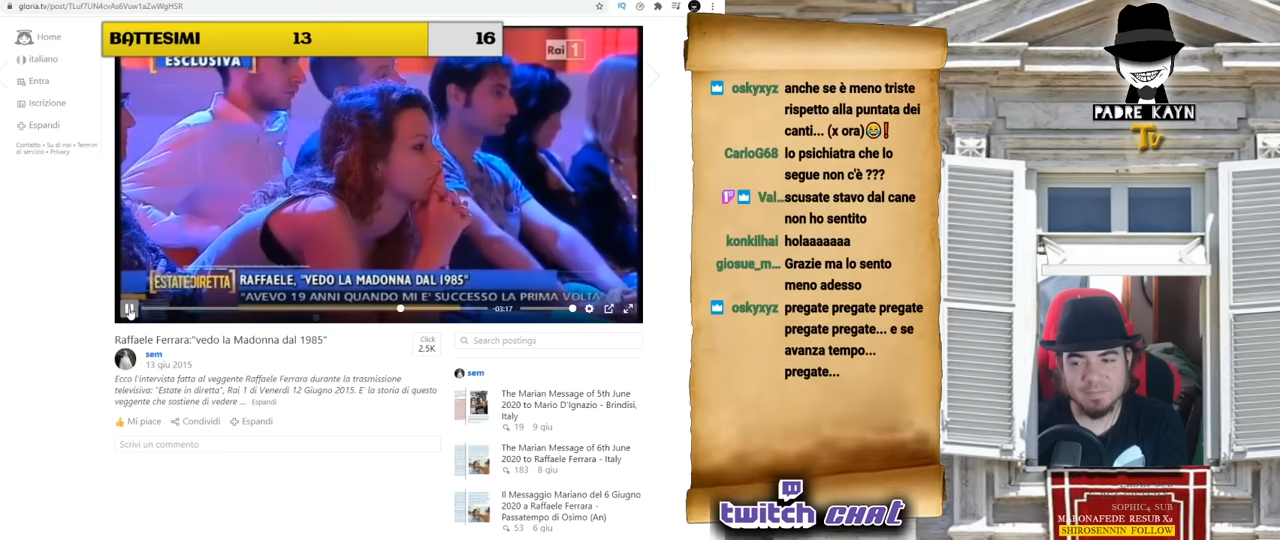 gloria.tv/post/TLuf7UN4cvAs6Vuw1aZwWgHSR
BATTESIMI 13 16
Home
italiano
Entra
Iscrizione
Espandi
Contatto • Su di noi • Termini
di servizio • Privacy
ESCLUSIVA
Rai 1
ESTATE DIRETTA
RAFFAELE, "VEDO LA MADONNA DAL 1985"
"AVEVO 19 ANNI QUANDO MI E' SUCCESSO LA PRIMA VOLTA
-03:17
Raffaele Ferrara:"vedo la Madonna dal 1985"
Click
2.5K
sem
13 giu 2015
Ecco l'intervista fatta al veggente Raffaele Ferrara durante la trasmissione
televisiva: "Estate in diretta", Rai 1 di Venerdì 12 Giugno 2015. E' la storia di questo
veggente che sostiene di vedere ... Espandi
Mi piace Condividi Espandi
Scrivi un commento
Search postings
sem
The Marian Message of 5th June
2020 to Mario D'Ignazio - Brindisi,
Italy
19 9 giu
The Marian Message of 6th June
2020 to Raffaele Ferrara - Italy
183 8 giu
Il Messaggio Mariano del 6 Giugno
2020 a Raffaele Ferrara -
Passatempo di Osimo (An)
53 6 giu
oskyxyz anche se è meno triste
rispetto alla puntata dei
canti... (x ora)😂❗
CarloG68 lo psichiatra che lo
segue non c'è ???
Val... scusate stavo dal cane
non ho sentito
konkilhai holaaaaaaa
giosue_m... Grazie ma lo sento
meno adesso
oskyxyz pregate pregate pregate
pregate pregate... e se
avanza tempo...
pregate...
twitch CHAT
PADRE KAYN
Tv
SOPHIC4 SUB
MABONAFEDE RESUB X2
SHIROSENNIN FOLLOW